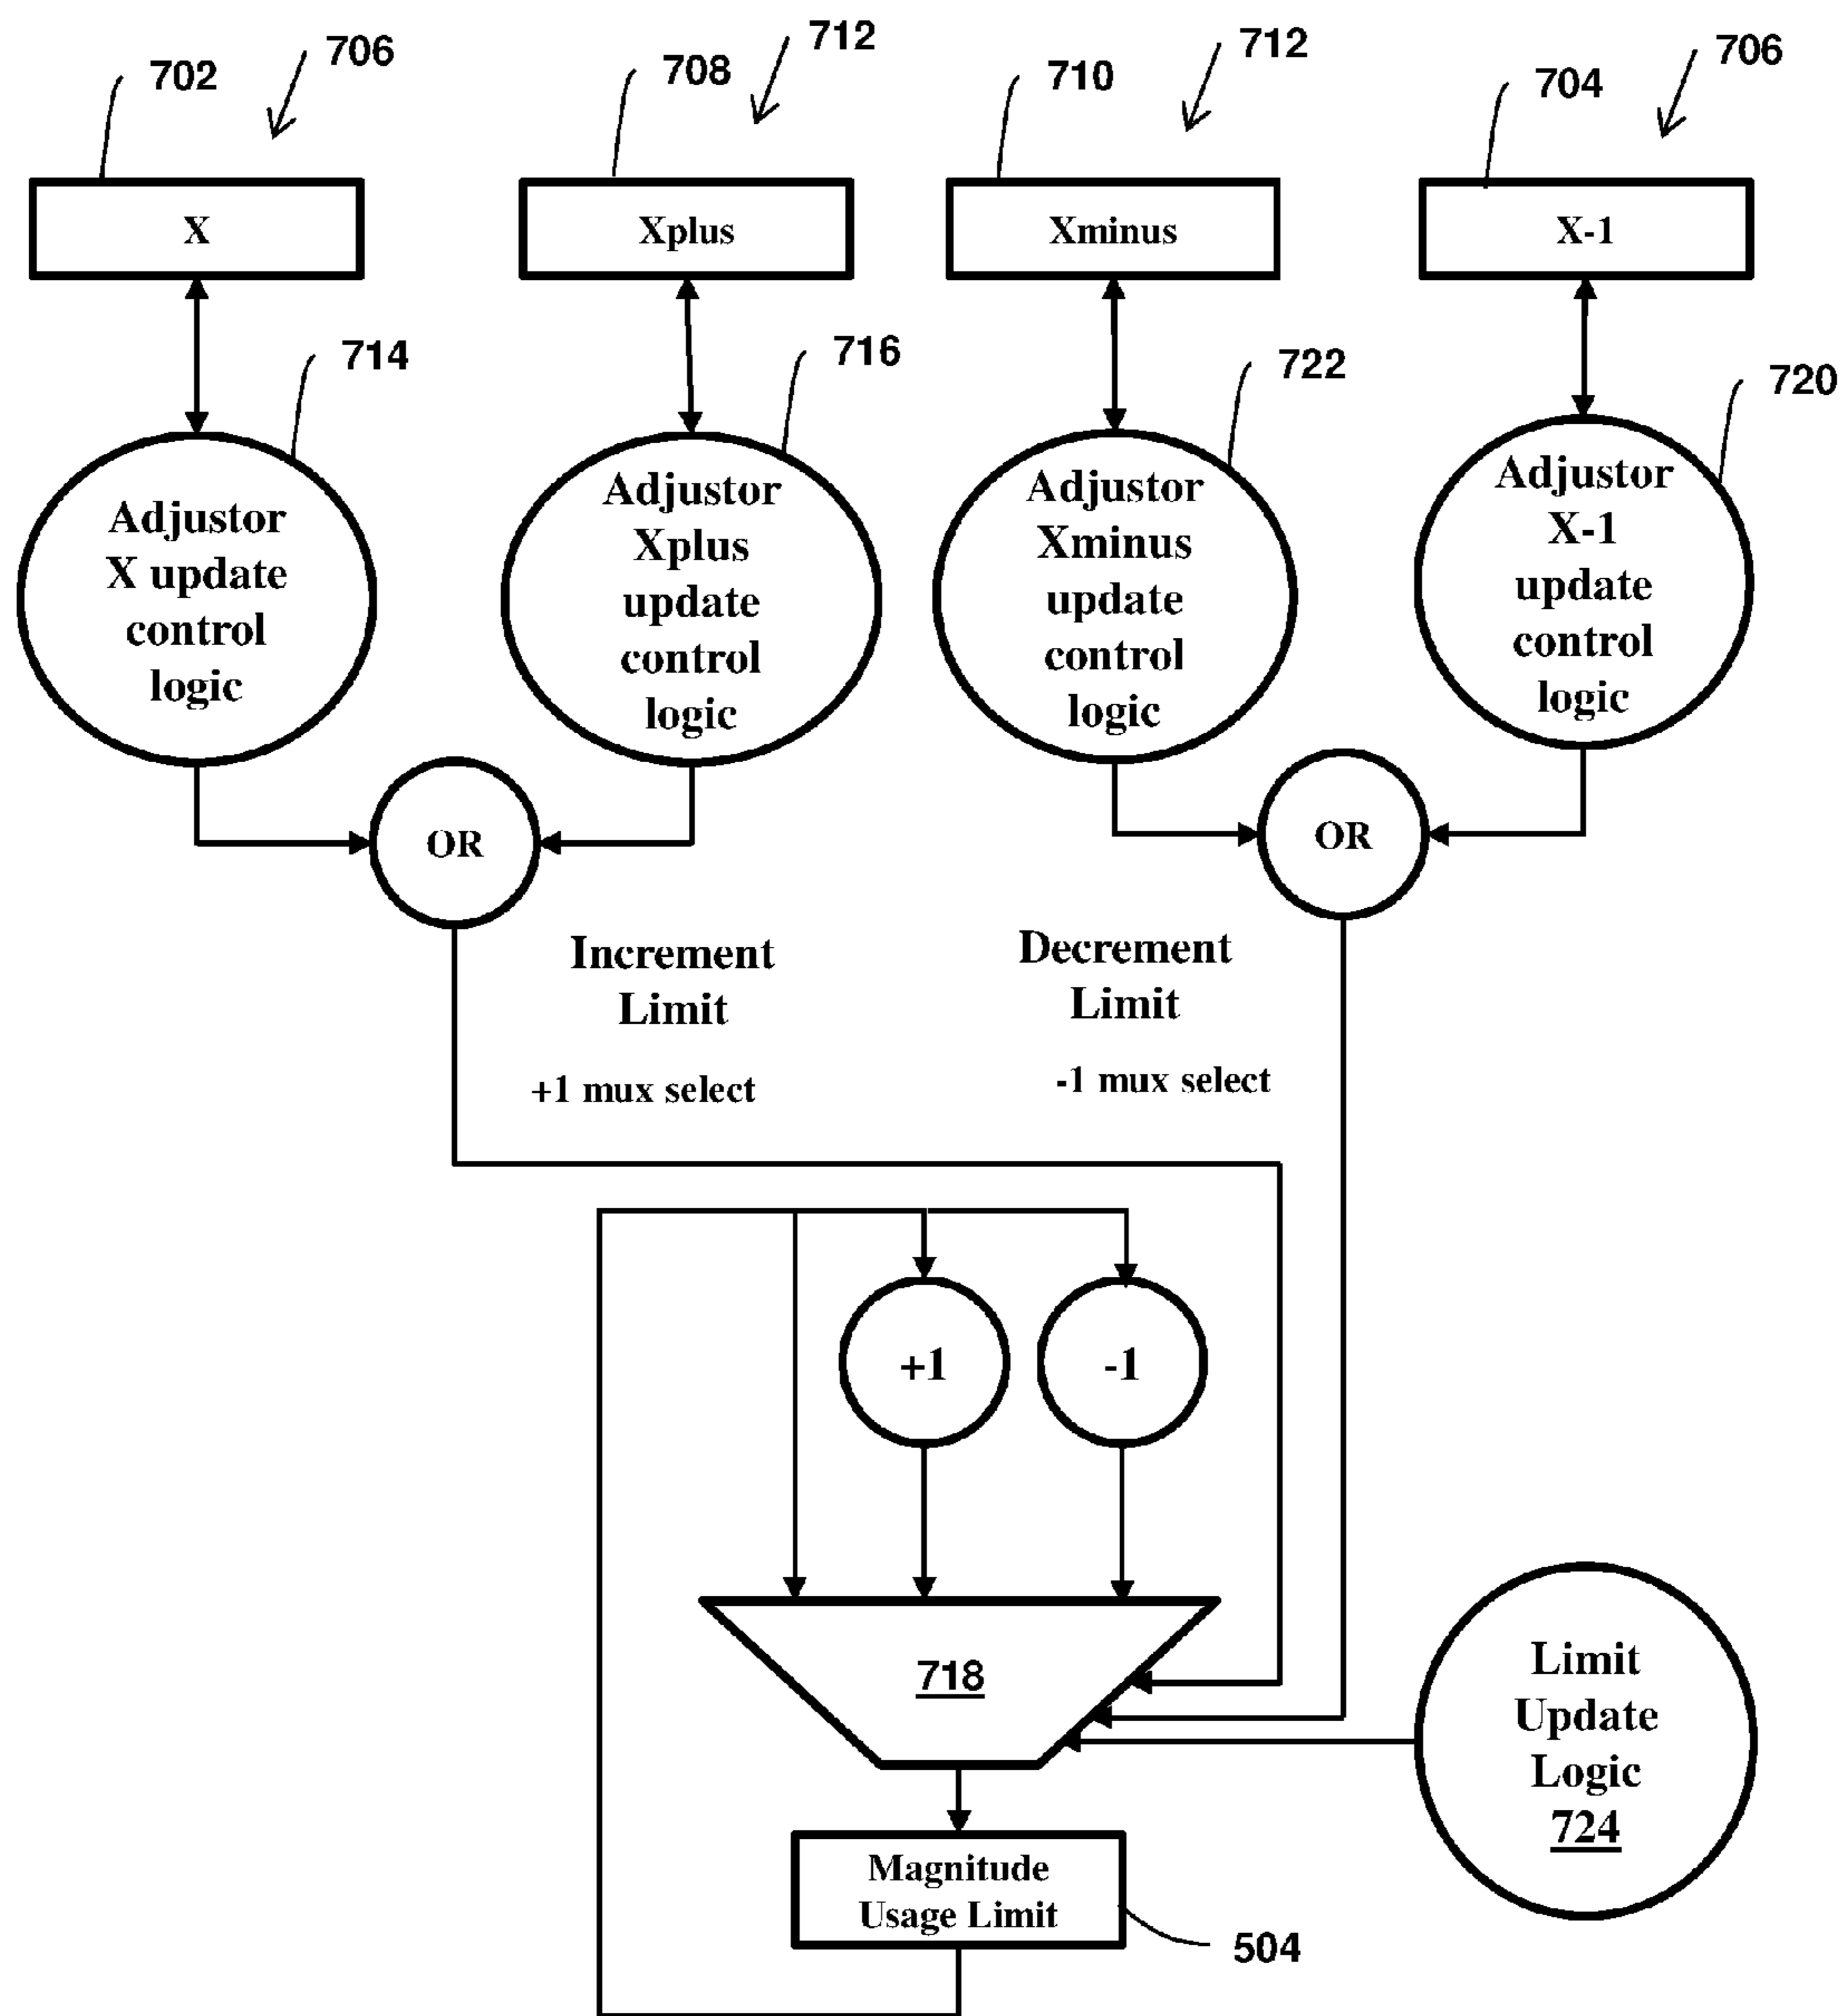 702
706
708
712
710
712
704
706
X
Xplus
Xminus
X-1
714
716
722
720
Adjustor
X update
control
logic
Adjustor
Xplus
update
control
logic
Adjustor
Xminus
update
control
logic
Adjustor
X-1
update
control
logic
OR
OR
Increment
Limit
+1 mux select
Decrement
Limit
-1 mux select
+1
-1
718
Limit
Update
Logic
724
Magnitude
Usage Limit
504